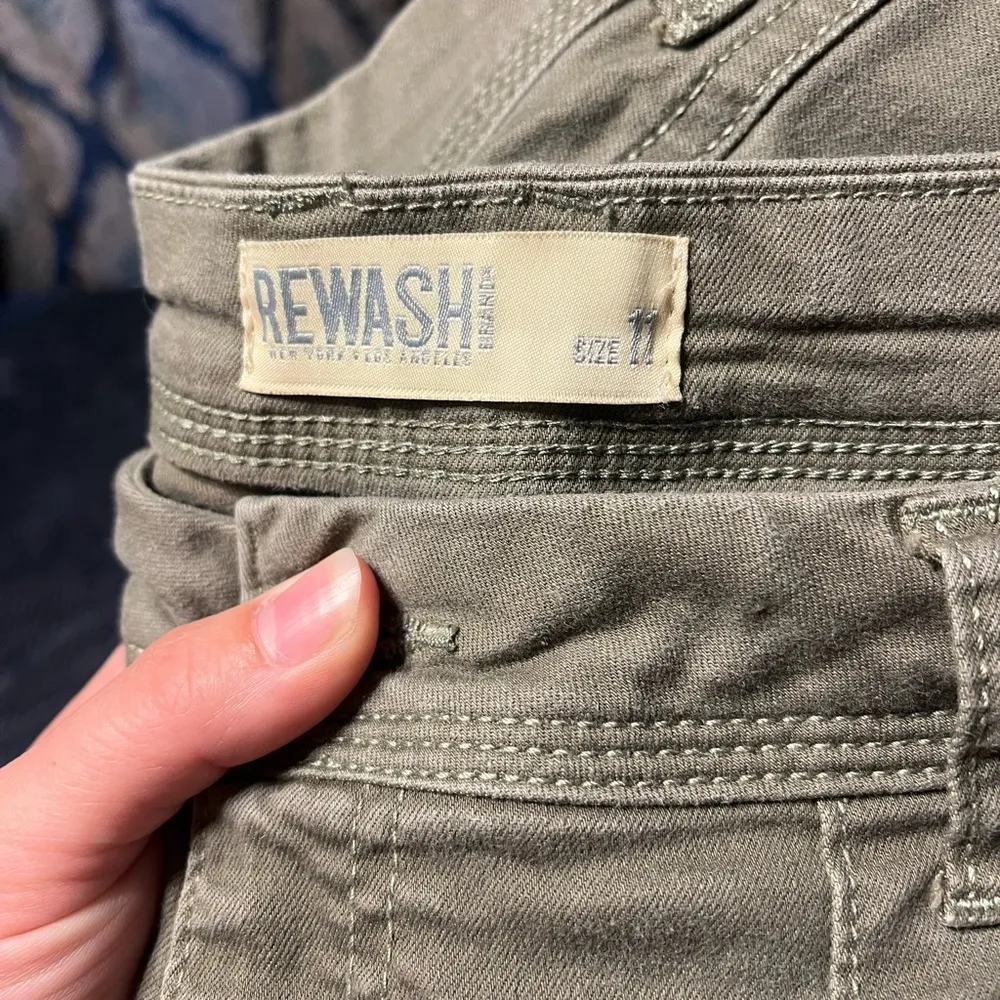 REWASH BRAND
NEW YORK • LOS ANGELES
SIZE 11